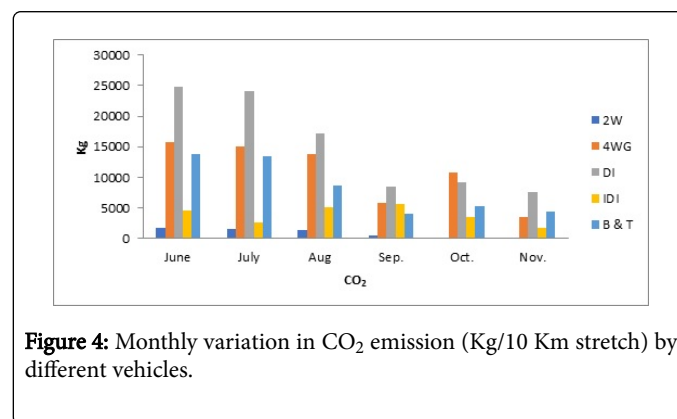 30000
25000
20000
15000
10000
5000
0
Kg
June July Aug Sep. Oct. Nov.
CO₂
2W
4WG
DI
IDI
B & T
Figure 4: Monthly variation in CO₂ emission (Kg/10 Km stretch) by
different vehicles.